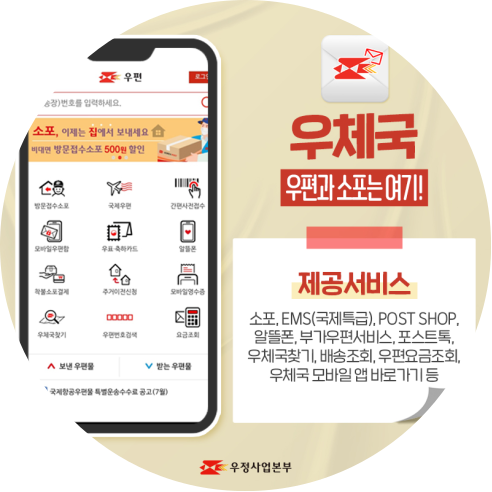 우편
로그인
송장)번호를 입력하세요.
소포, 이제는 집에서 보내세요
비대면 방문접수소포 500원 할인
방문접수소포
국제우편
간편사전접수
모바일우편함
우표·축하카드
알뜰폰
착불소포결제
주거이전신청
모바일영수증
우체국찾기
우편번호검색
요금조회
보낸 우편물
받는 우편물
국제항공우편물 특별운송수수료 공고(7월)
우체국
우편과 소포는 여기!
제공서비스
소포, EMS(국제특급), POST SHOP,
알뜰폰, 부가우편서비스, 포스트톡,
우체국찾기, 배송조회, 우편요금조회,
우체국 모바일 앱 바로가기 등
우정사업본부